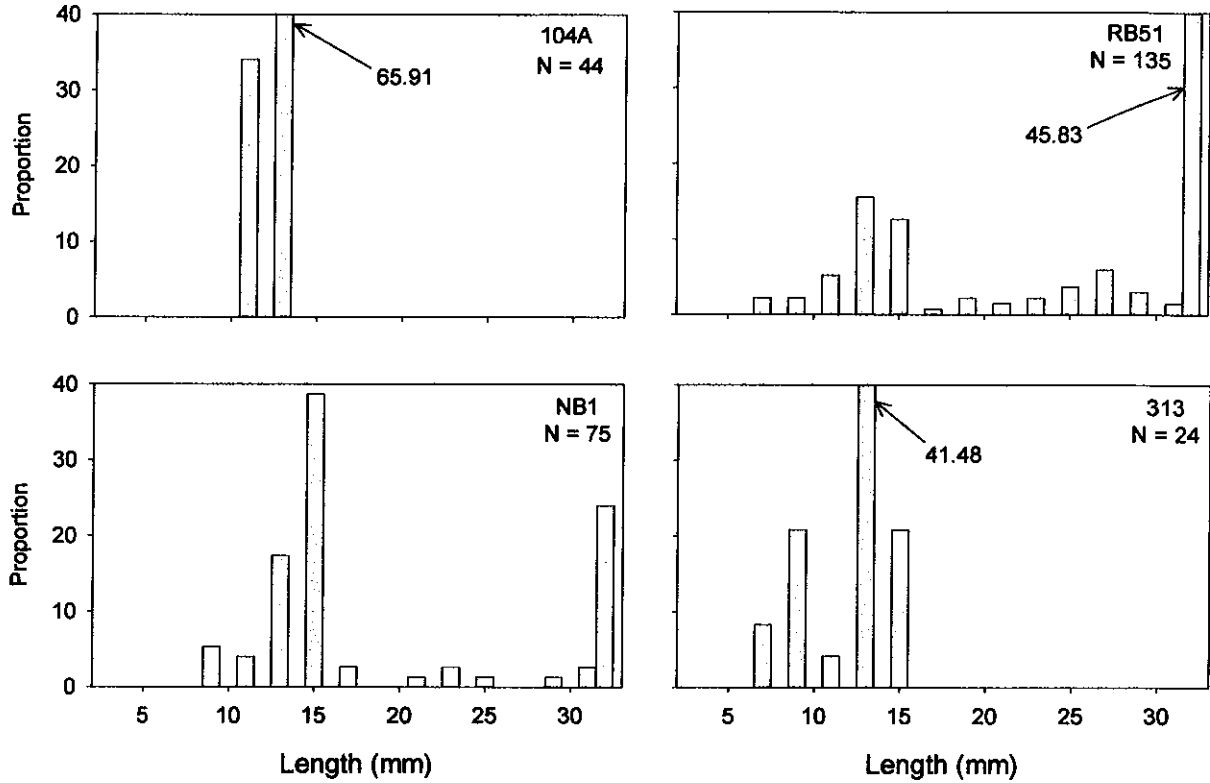 40
30
20
10
0
Proportion
104A
N = 44
65.91
RB51
N = 135
45.83
40
30
20
10
0
Proportion
NB1
N = 75
5 10 15 20 25 30
Length (mm)
313
N = 24
41.48
5 10 15 20 25 30
Length (mm)